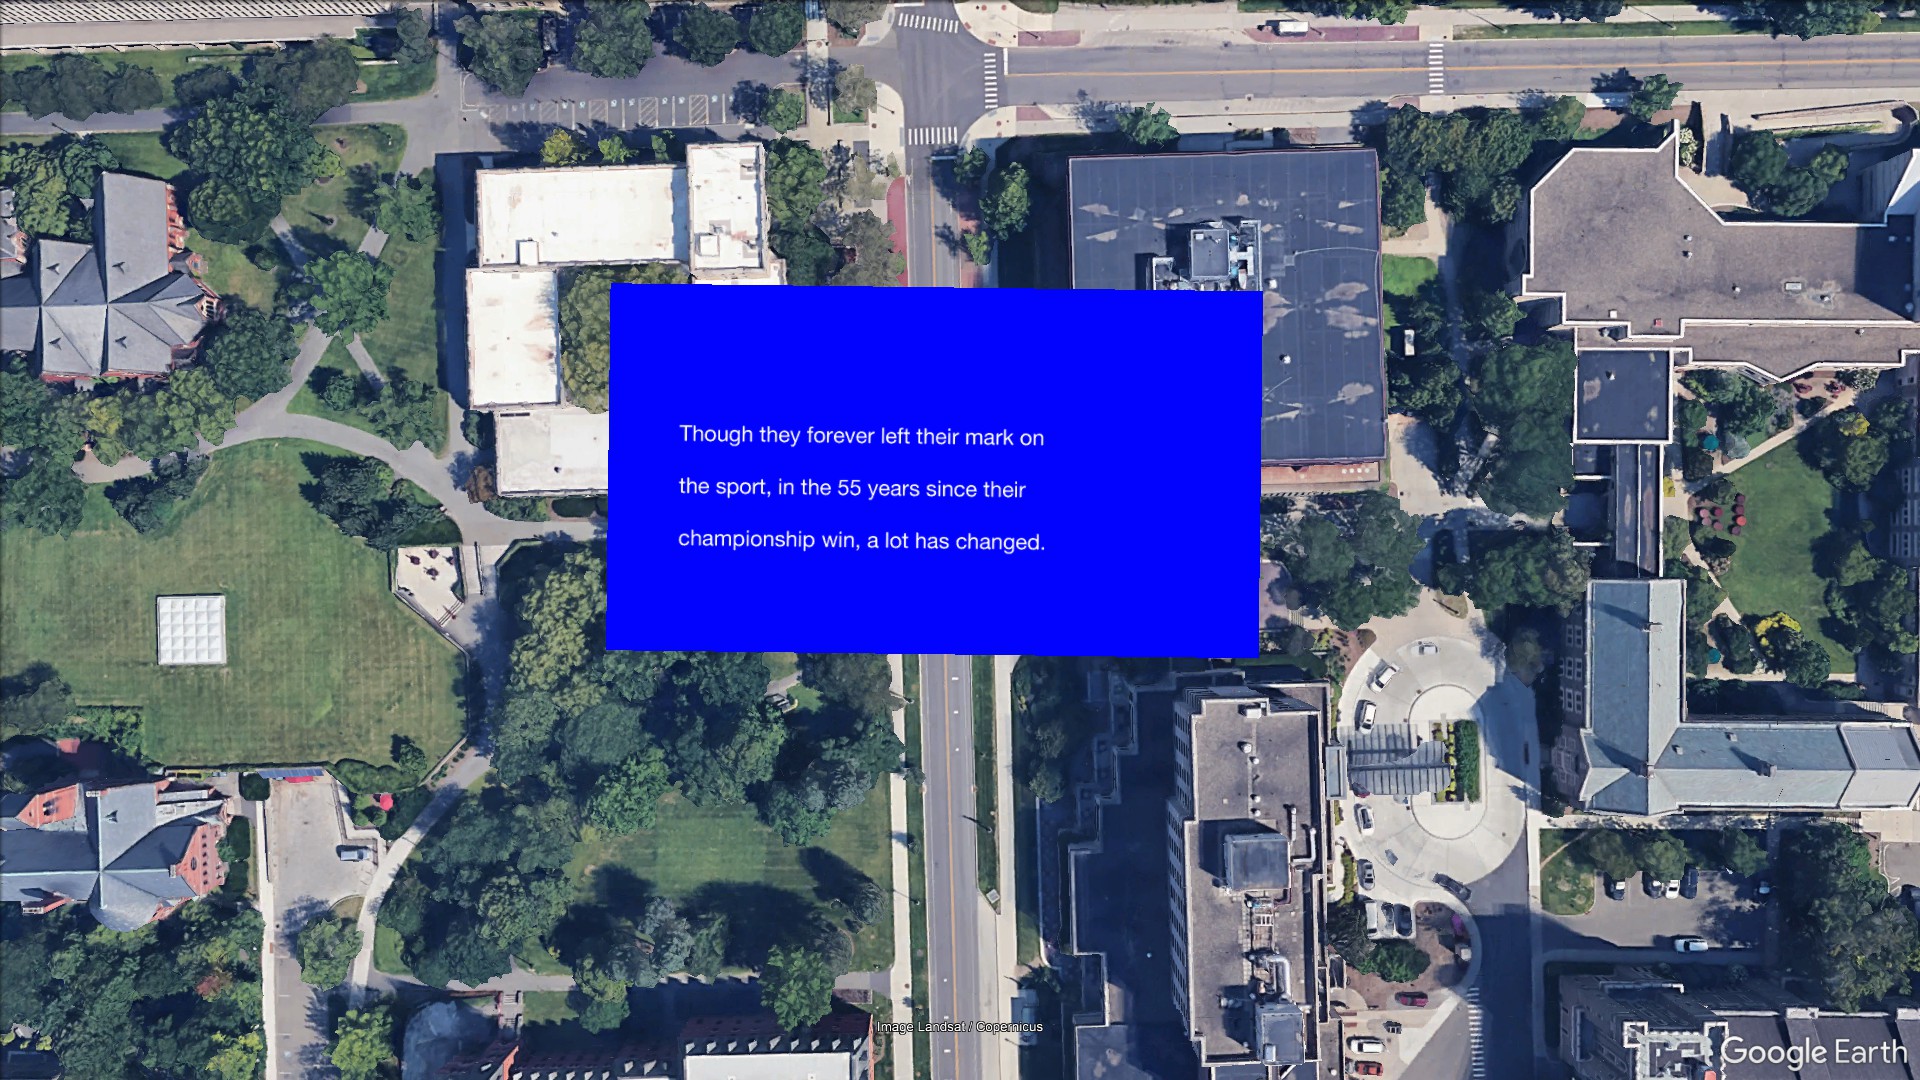 Though they forever left their mark on
the sport, in the 55 years since their
championship win, a lot has changed.
Image Landsat / Copernicus
Google Earth